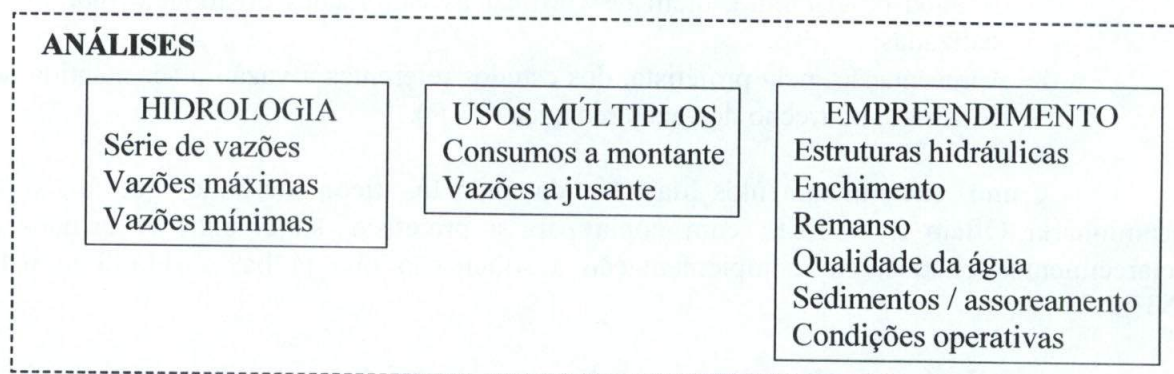 ANÁLISES
HIDROLOGIA
Série de vazões
Vazões máximas
Vazões mínimas
USOS MÚLTIPLOS
Consumos a montante
Vazões a jusante
EMPREENDIMENTO
Estruturas hidráulicas
Enchimento
Remanso
Qualidade da água
Sedimentos / assoreamento
Condições operativas